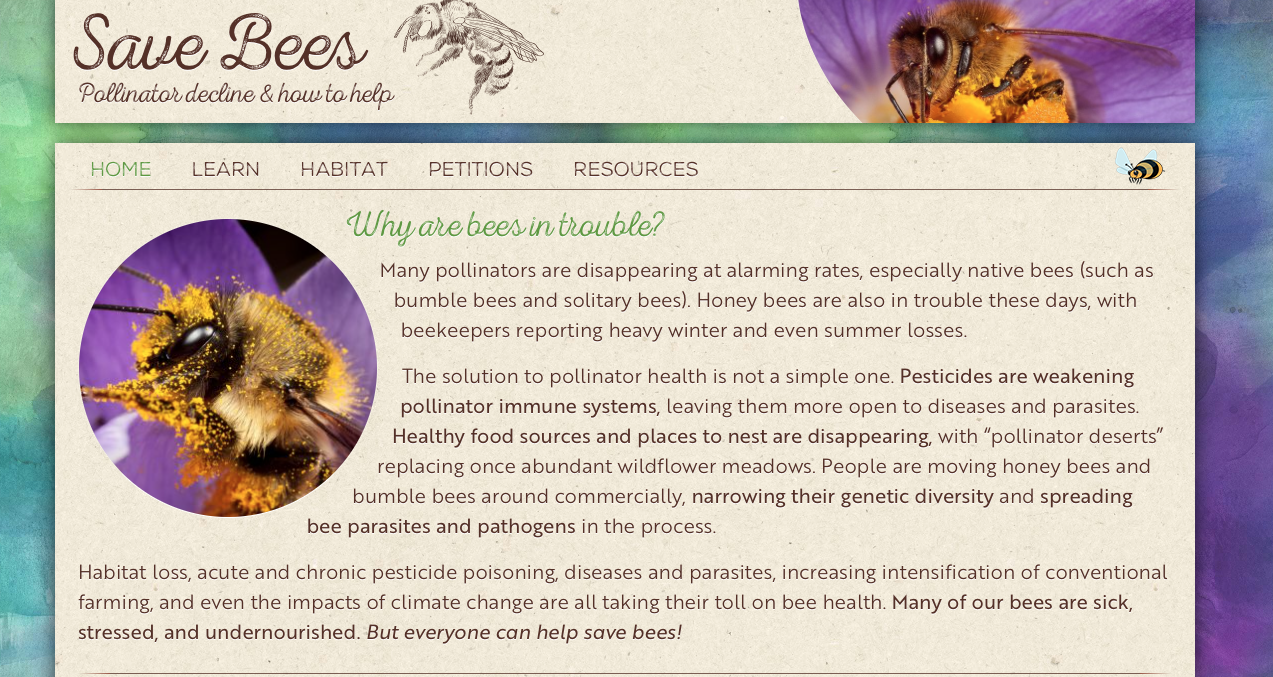 Save Bees
Pollinator decline & how to help
HOME LEARN HABITAT PETITIONS RESOURCES
Why are bees in trouble?
Many pollinators are disappearing at alarming rates, especially native bees (such as
bumble bees and solitary bees). Honey bees are also in trouble these days, with
beekeepers reporting heavy winter and even summer losses.
The solution to pollinator health is not a simple one. Pesticides are weakening
pollinator immune systems, leaving them more open to diseases and parasites.
Healthy food sources and places to nest are disappearing, with “pollinator deserts”
replacing once abundant wildflower meadows. People are moving honey bees and
bumble bees around commercially, narrowing their genetic diversity and spreading
bee parasites and pathogens in the process.
Habitat loss, acute and chronic pesticide poisoning, diseases and parasites, increasing intensification of conventional
farming, and even the impacts of climate change are all taking their toll on bee health. Many of our bees are sick,
stressed, and undernourished. But everyone can help save bees!